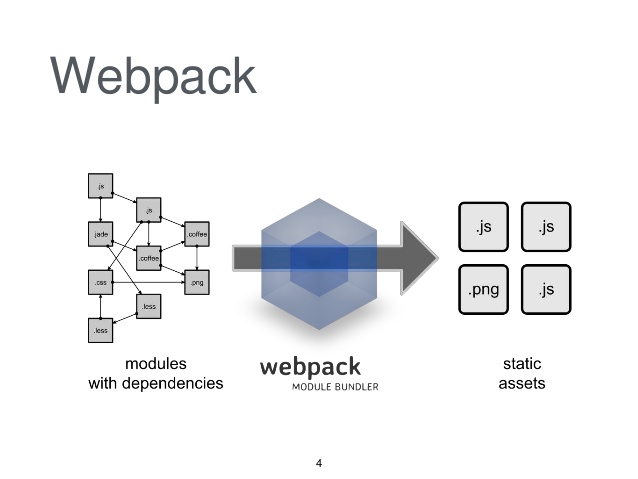 Webpack
.js
.js
.jade
.coffee
.coffee
.css
.png
.less
.less
modules
with dependencies
webpack
MODULE BUNDLER
.js
.js
.png
.js
static
assets
4